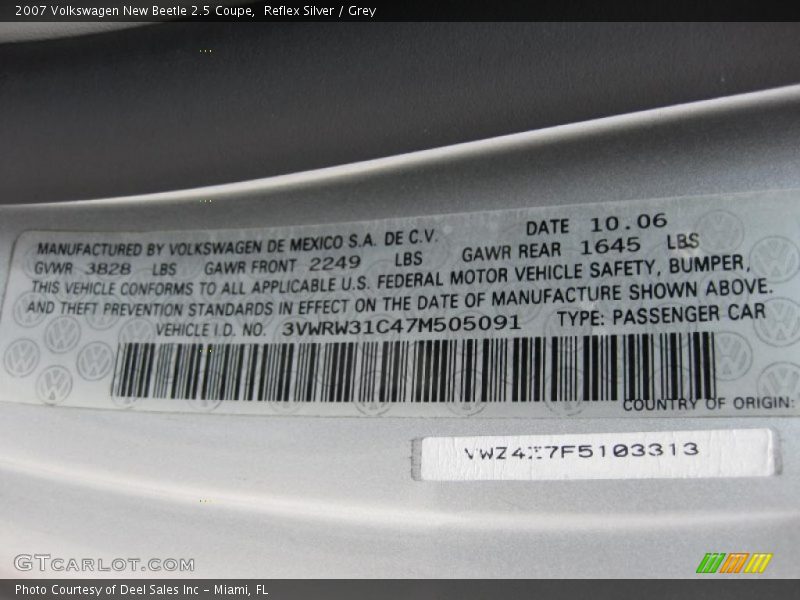 2007 Volkswagen New Beetle 2.5 Coupe,  Reflex Silver / Grey
MANUFACTURED BY VOLKSWAGEN DE MEXICO S.A. DE C.V. DATE 10.06
GVWR 3828 LBS GAWR FRONT 2249 LBS GAWR REAR 1645 LBS
THIS VEHICLE CONFORMS TO ALL APPLICABLE U.S. FEDERAL MOTOR VEHICLE SAFETY, BUMPER,
AND THEFT PREVENTION STANDARDS IN EFFECT ON THE DATE OF MANUFACTURE SHOWN ABOVE.
VEHICLE I.D. NO. 3VWRW31C47M505091 TYPE: PASSENGER CAR
COUNTRY OF ORIGIN:
GTCARLOT.COM
Photo Courtesy of Deel Sales Inc - Miami, FL